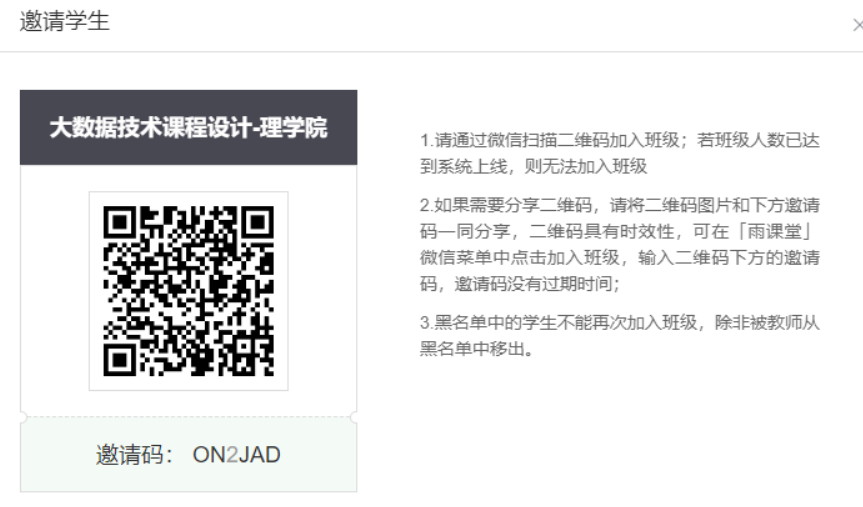 邀请学生
大数据技术课程设计-理学院
1.请通过微信扫描二维码加入班级；若班级人数已达
到系统上线，则无法加入班级
2.如果需要分享二维码，请将二维码图片和下方邀请
码一同分享，二维码具有时效性，可在「雨课堂」
微信菜单中点击加入班级，输入二维码下方的邀请
码，邀请码没有过期时间；
3.黑名单中的学生不能再次加入班级，除非被教师从
黑名单中移出。
邀请码： ON2JAD